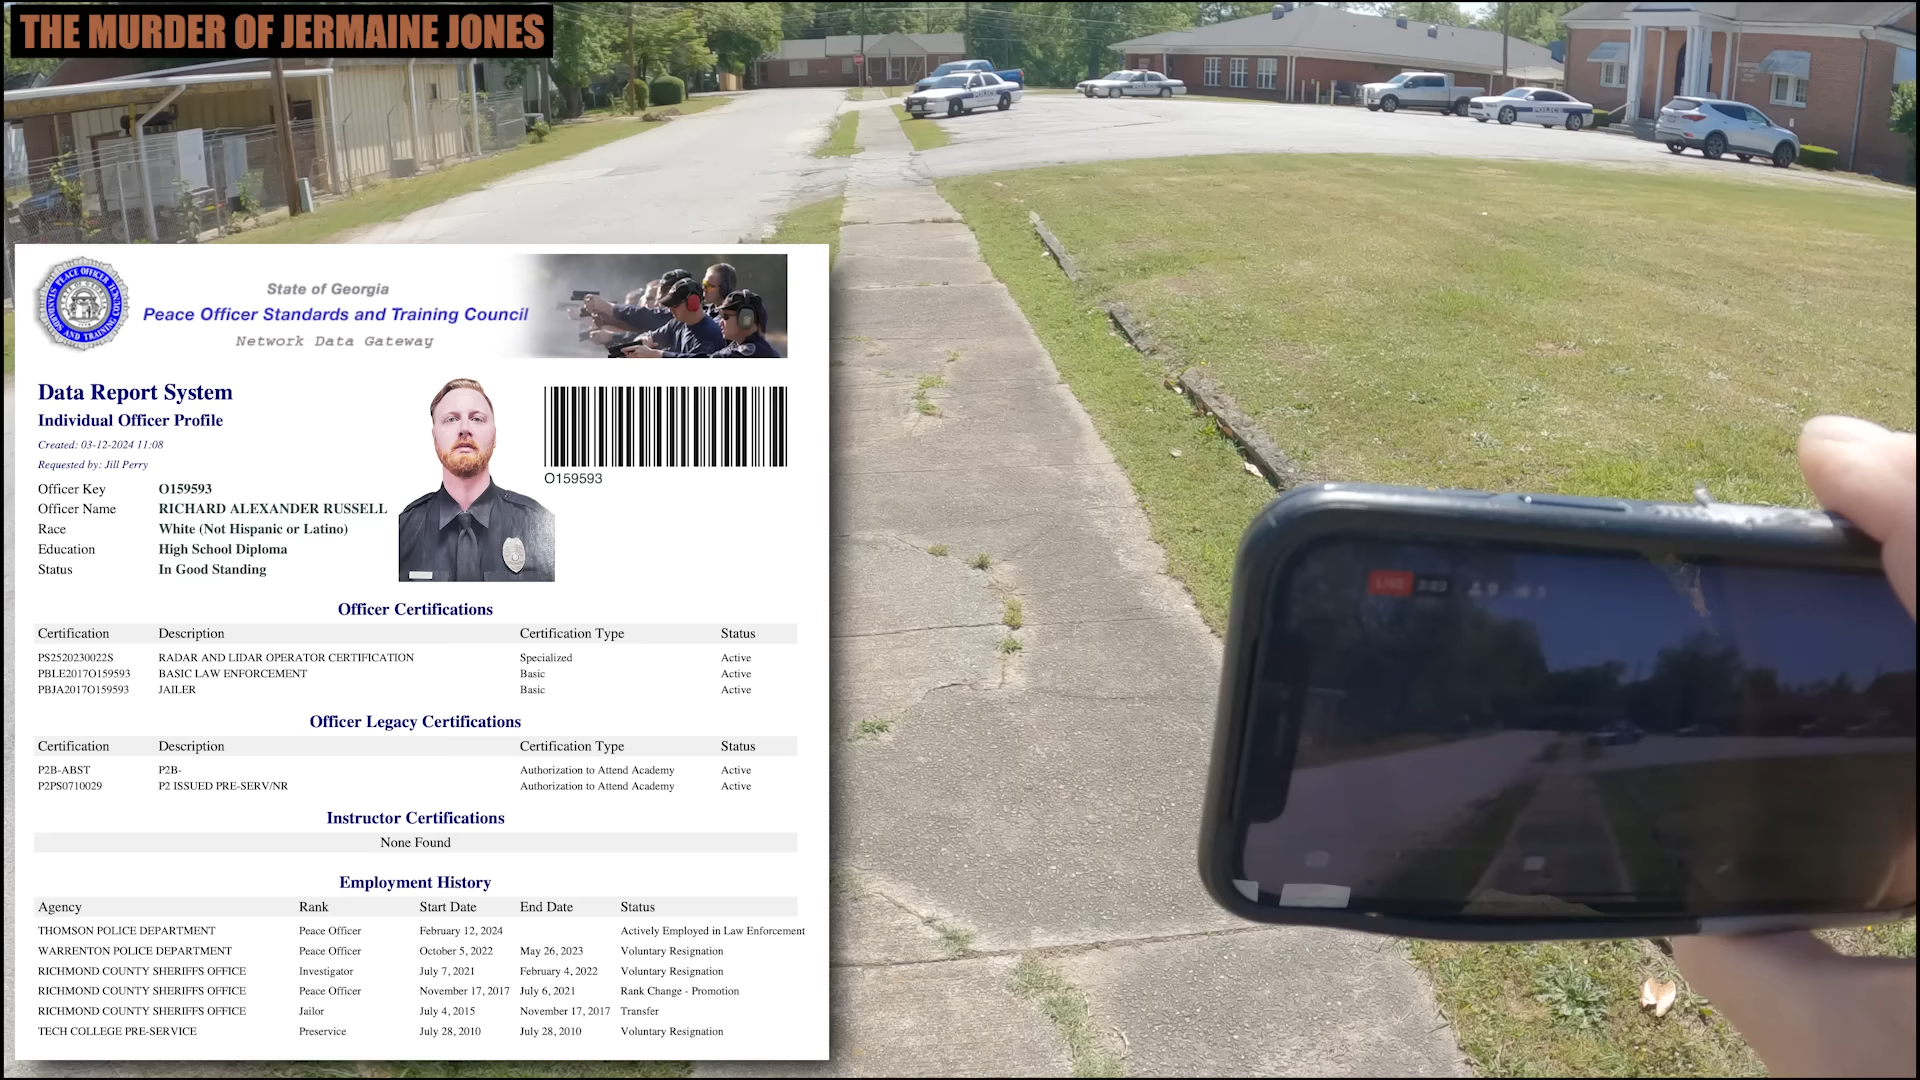 THE MURDER OF JERMAINE JONES
State of Georgia
Peace Officer Standards and Training Council
Network Data Gateway
Data Report System
Individual Officer Profile
Created: 03-12-2024 11:08
Requested by: Jill Perry
Officer Key O159593
Officer Name RICHARD ALEXANDER RUSSELL
Race White (Not Hispanic or Latino)
Education High School Diploma
Status In Good Standing
O159593
Officer Certifications
Certification Description Certification Type Status
PS2520230022S RADAR AND LIDAR OPERATOR CERTIFICATION Specialized Active
PBLE2017O159593 BASIC LAW ENFORCEMENT Basic Active
PBJA2017O159593 JAILER Basic Active
Officer Legacy Certifications
Certification Description Certification Type Status
P2B-ABST P2B- Authorization to Attend Academy Active
P2PS0710029 P2 ISSUED PRE-SERV/NR Authorization to Attend Academy Active
Instructor Certifications
None Found
Employment History
Agency Rank Start Date End Date Status
THOMSON POLICE DEPARTMENT Peace Officer February 12, 2024 Actively Employed in Law Enforcement
WARRENTON POLICE DEPARTMENT Peace Officer October 5, 2022 May 26, 2023 Voluntary Resignation
RICHMOND COUNTY SHERIFFS OFFICE Investigator July 7, 2021 February 4, 2022 Voluntary Resignation
RICHMOND COUNTY SHERIFFS OFFICE Peace Officer November 17, 2017 July 6, 2021 Rank Change - Promotion
RICHMOND COUNTY SHERIFFS OFFICE Jailor July 4, 2015 November 17, 2017 Transfer
TECH COLLEGE PRE-SERVICE Preservice July 28, 2010 July 28, 2010 Voluntary Resignation
POLICE
POLICE
LIVE